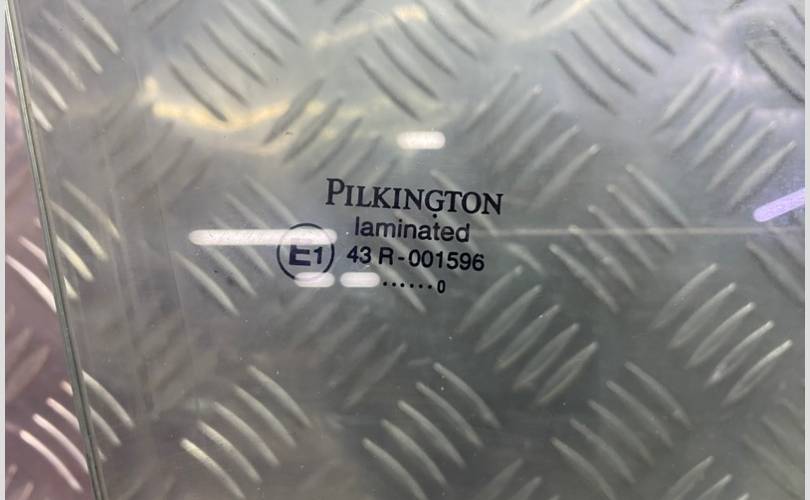 PILKINGTON
laminated
E1 43 R-001596
......0